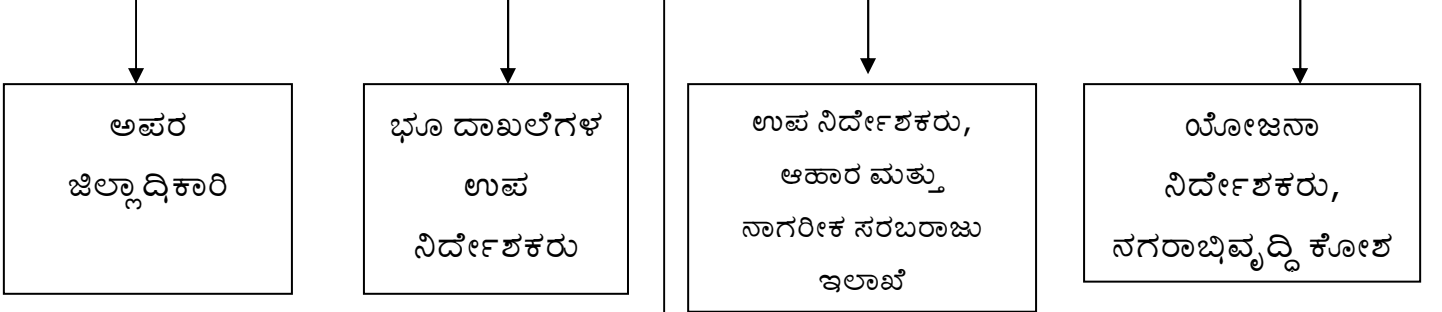 ಅಪರ
ಜಿಲ್ಲಾಧಿಕಾರಿ
ಭೂ ದಾಖಲೆಗಳ
ಉಪ
ನಿರ್ದೇಶಕರು
ಉಪ ನಿರ್ದೇಶಕರು,
ಆಹಾರ ಮತ್ತು
ನಾಗರೀಕ ಸರಬರಾಜು
ಇಲಾಖೆ
ಯೋಜನಾ
ನಿರ್ದೇಶಕರು,
ನಗರಾಭಿವೃದ್ಧಿ ಕೋಶ